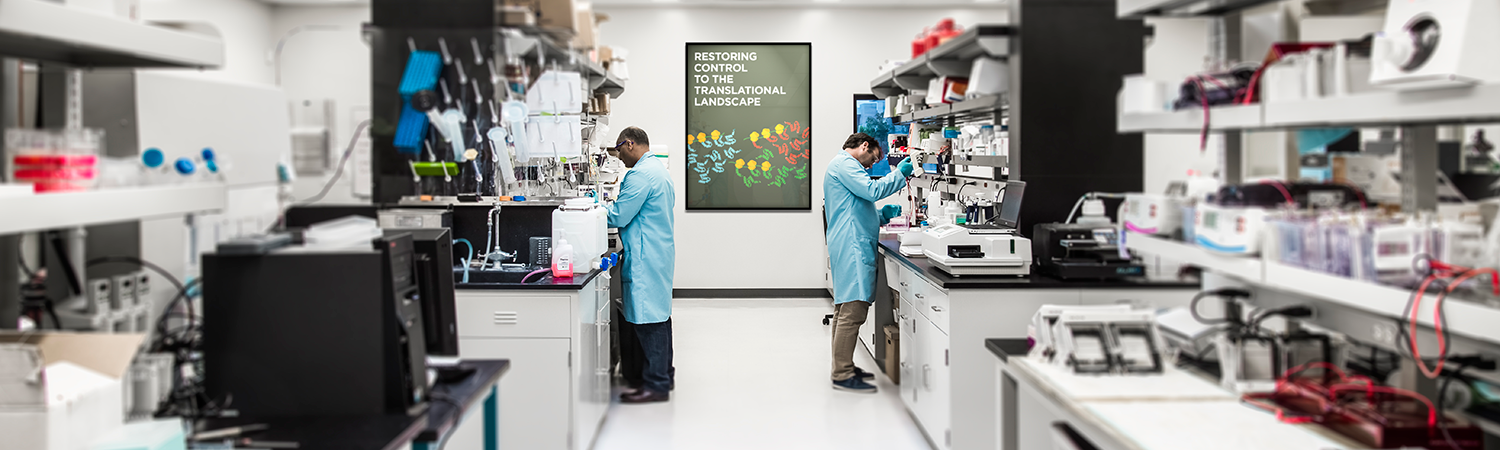 RESTORING
CONTROL
TO THE
TRANSLATIONAL
LANDSCAPE